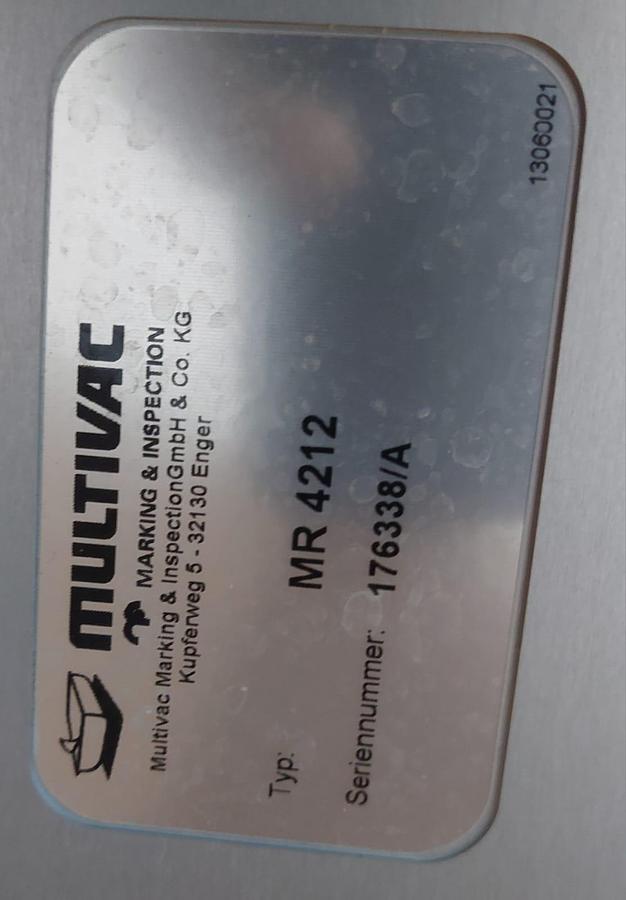 MULTIVAC
MARKING & INSPECTION
Multivac Marking & InspectionGmbH & Co. KG
Kupferweg 5 - 32130 Enger
Typ: MR 4212
Seriennummer: 176338/A
13060021